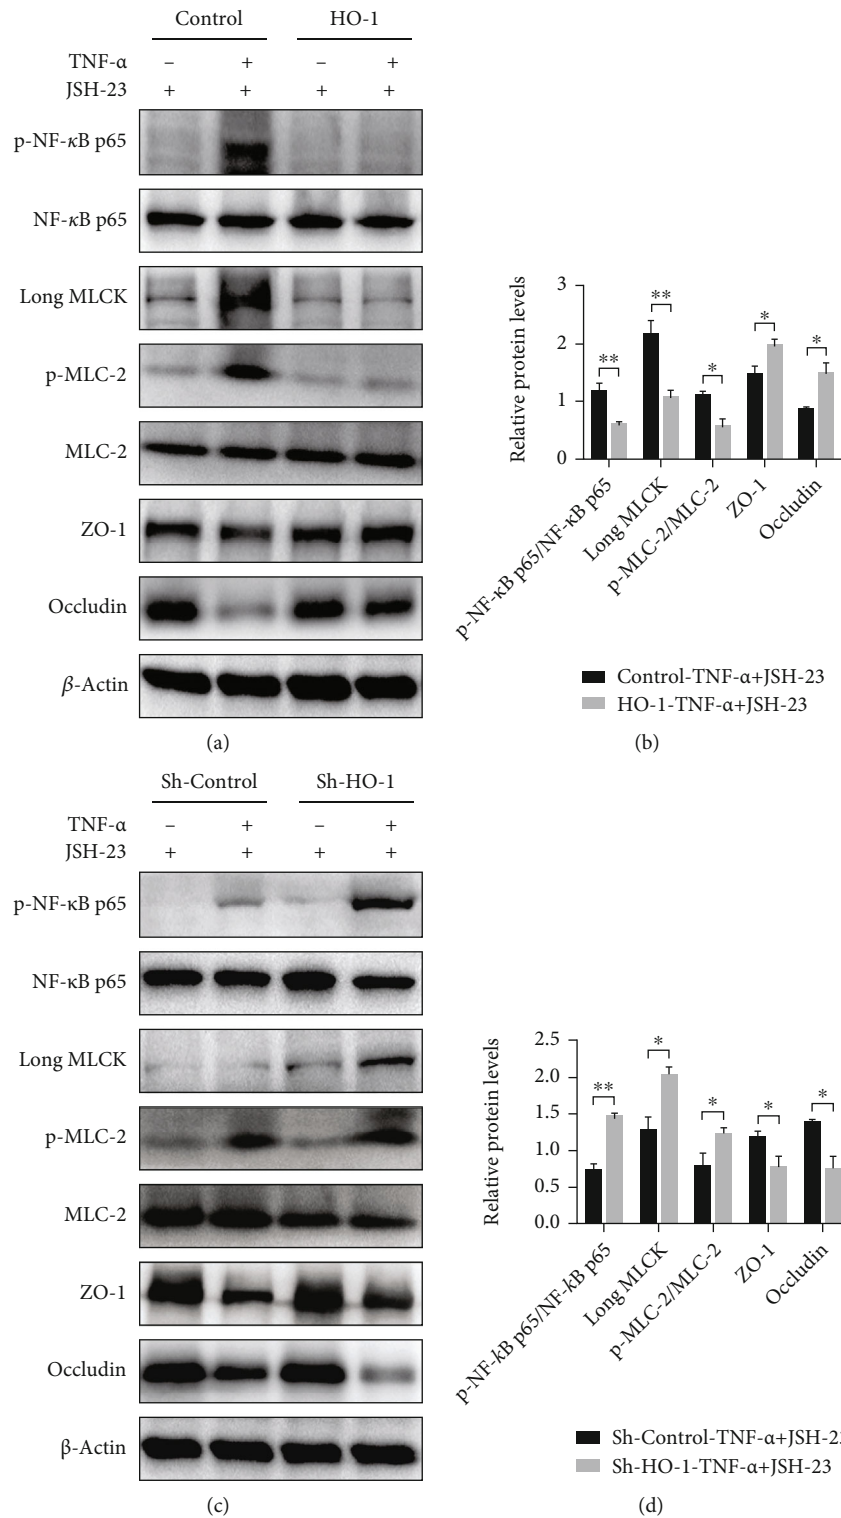 Control HO-1
TNF-α – + – +
JSH-23 + + + +
p-NF-κB p65
NF-κB p65
Long MLCK
p-MLC-2
MLC-2
ZO-1
Occludin
β-Actin
(a)
Relative protein levels
3
2
1
0
** ** * * *
p-NF-κB p65/NF-κB p65
Long MLCK
p-MLC-2/MLC-2
ZO-1
Occludin
Control-TNF-α+JSH-23
HO-1-TNF-α+JSH-23
(b)
Sh-Control Sh-HO-1
TNF-α – + – +
JSH-23 + + + +
p-NF-κB p65
NF-κB p65
Long MLCK
p-MLC-2
MLC-2
ZO-1
Occludin
β-Actin
(c)
Relative protein levels
2.5
2.0
1.5
1.0
0.5
0.0
** * * * *
p-NF-kB p65/NF-kB p65
Long MLCK
p-MLC-2/MLC-2
ZO-1
Occludin
Sh-Control-TNF-α+JSH-2
Sh-HO-1-TNF-α+JSH-23
(d)